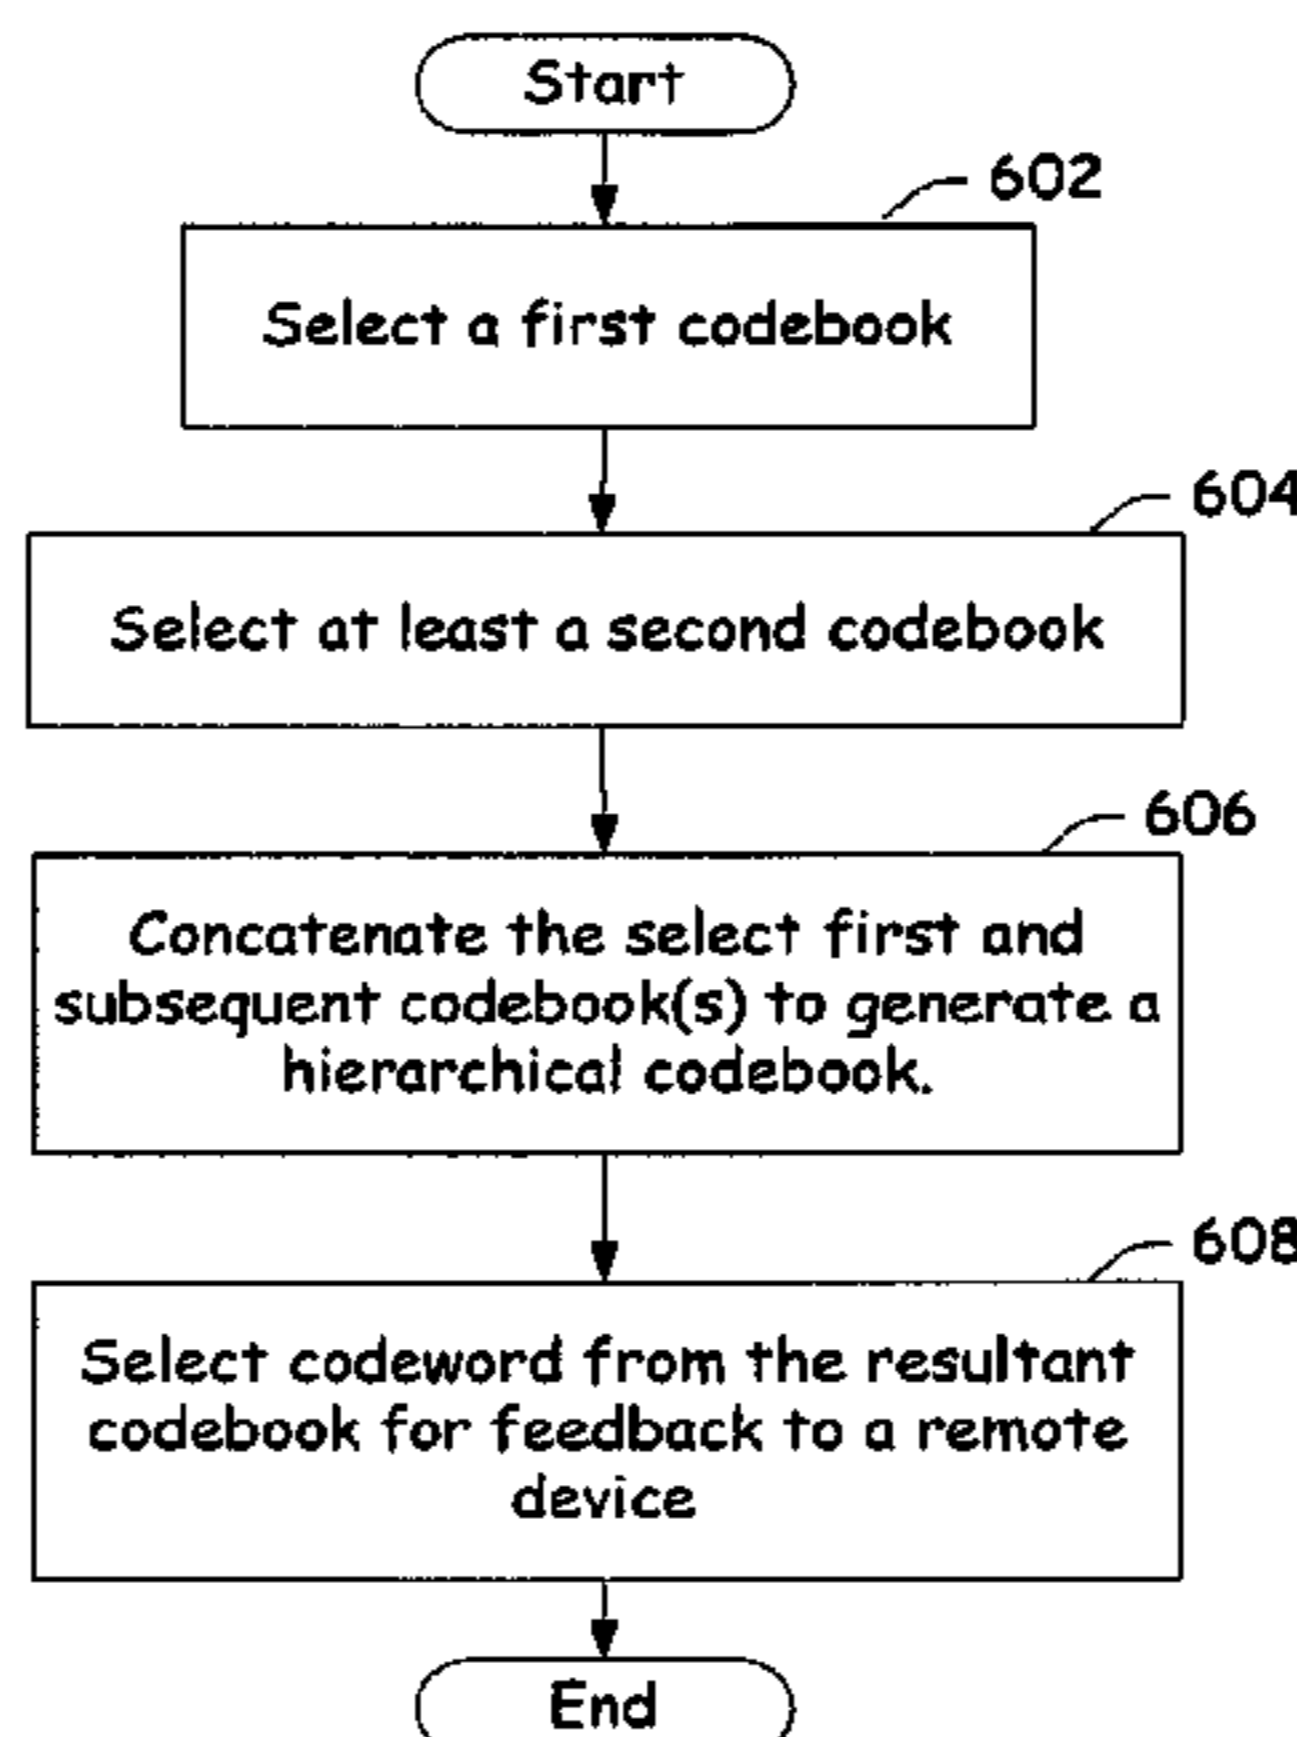 Start
602
Select a first codebook
604
Select at least a second codebook
606
Concatenate the select first and
subsequent codebook(s) to generate a
hierarchical codebook.
608
Select codeword from the resultant
codebook for feedback to a remote
device
End